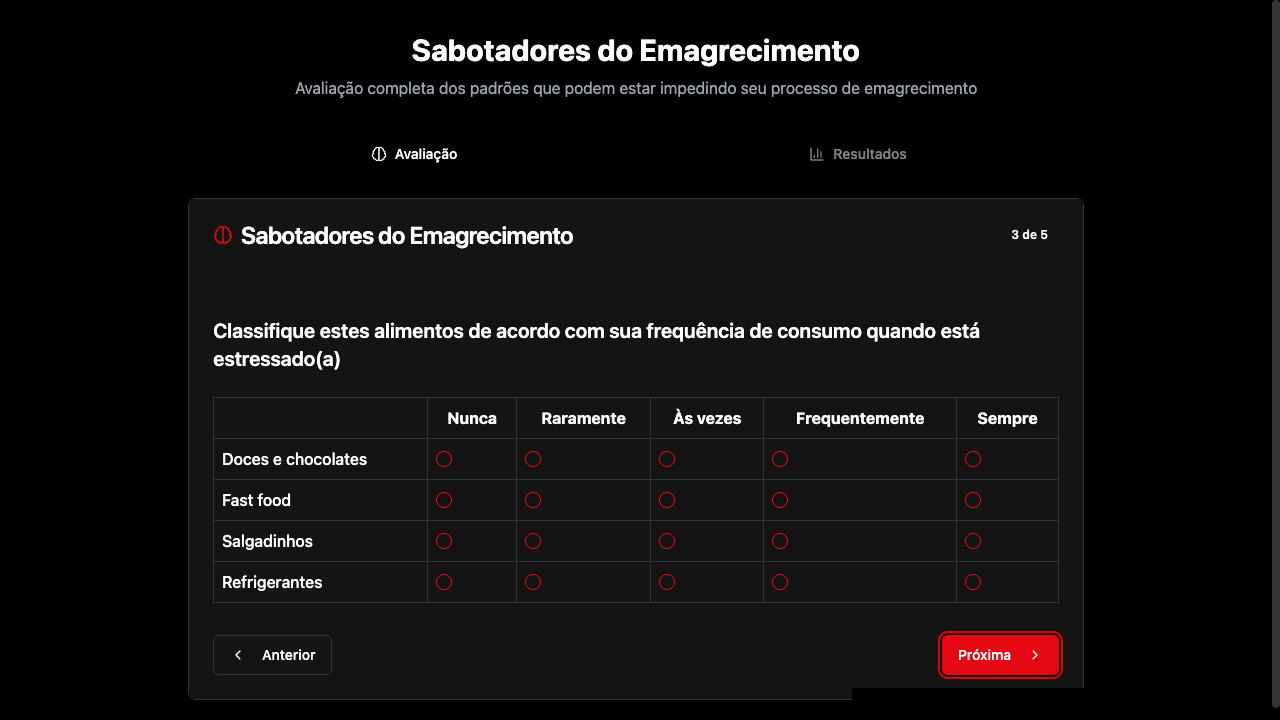 Sabotadores do Emagrecimento
Avaliação completa dos padrões que podem estar impedindo seu processo de emagrecimento
Avaliação
Resultados
Sabotadores do Emagrecimento
3 de 5
Classifique estes alimentos de acordo com sua frequência de consumo quando está
estressado(a)
Nunca Raramente Às vezes Frequentemente Sempre
Doces e chocolates
Fast food
Salgadinhos
Refrigerantes
Anterior
Próxima